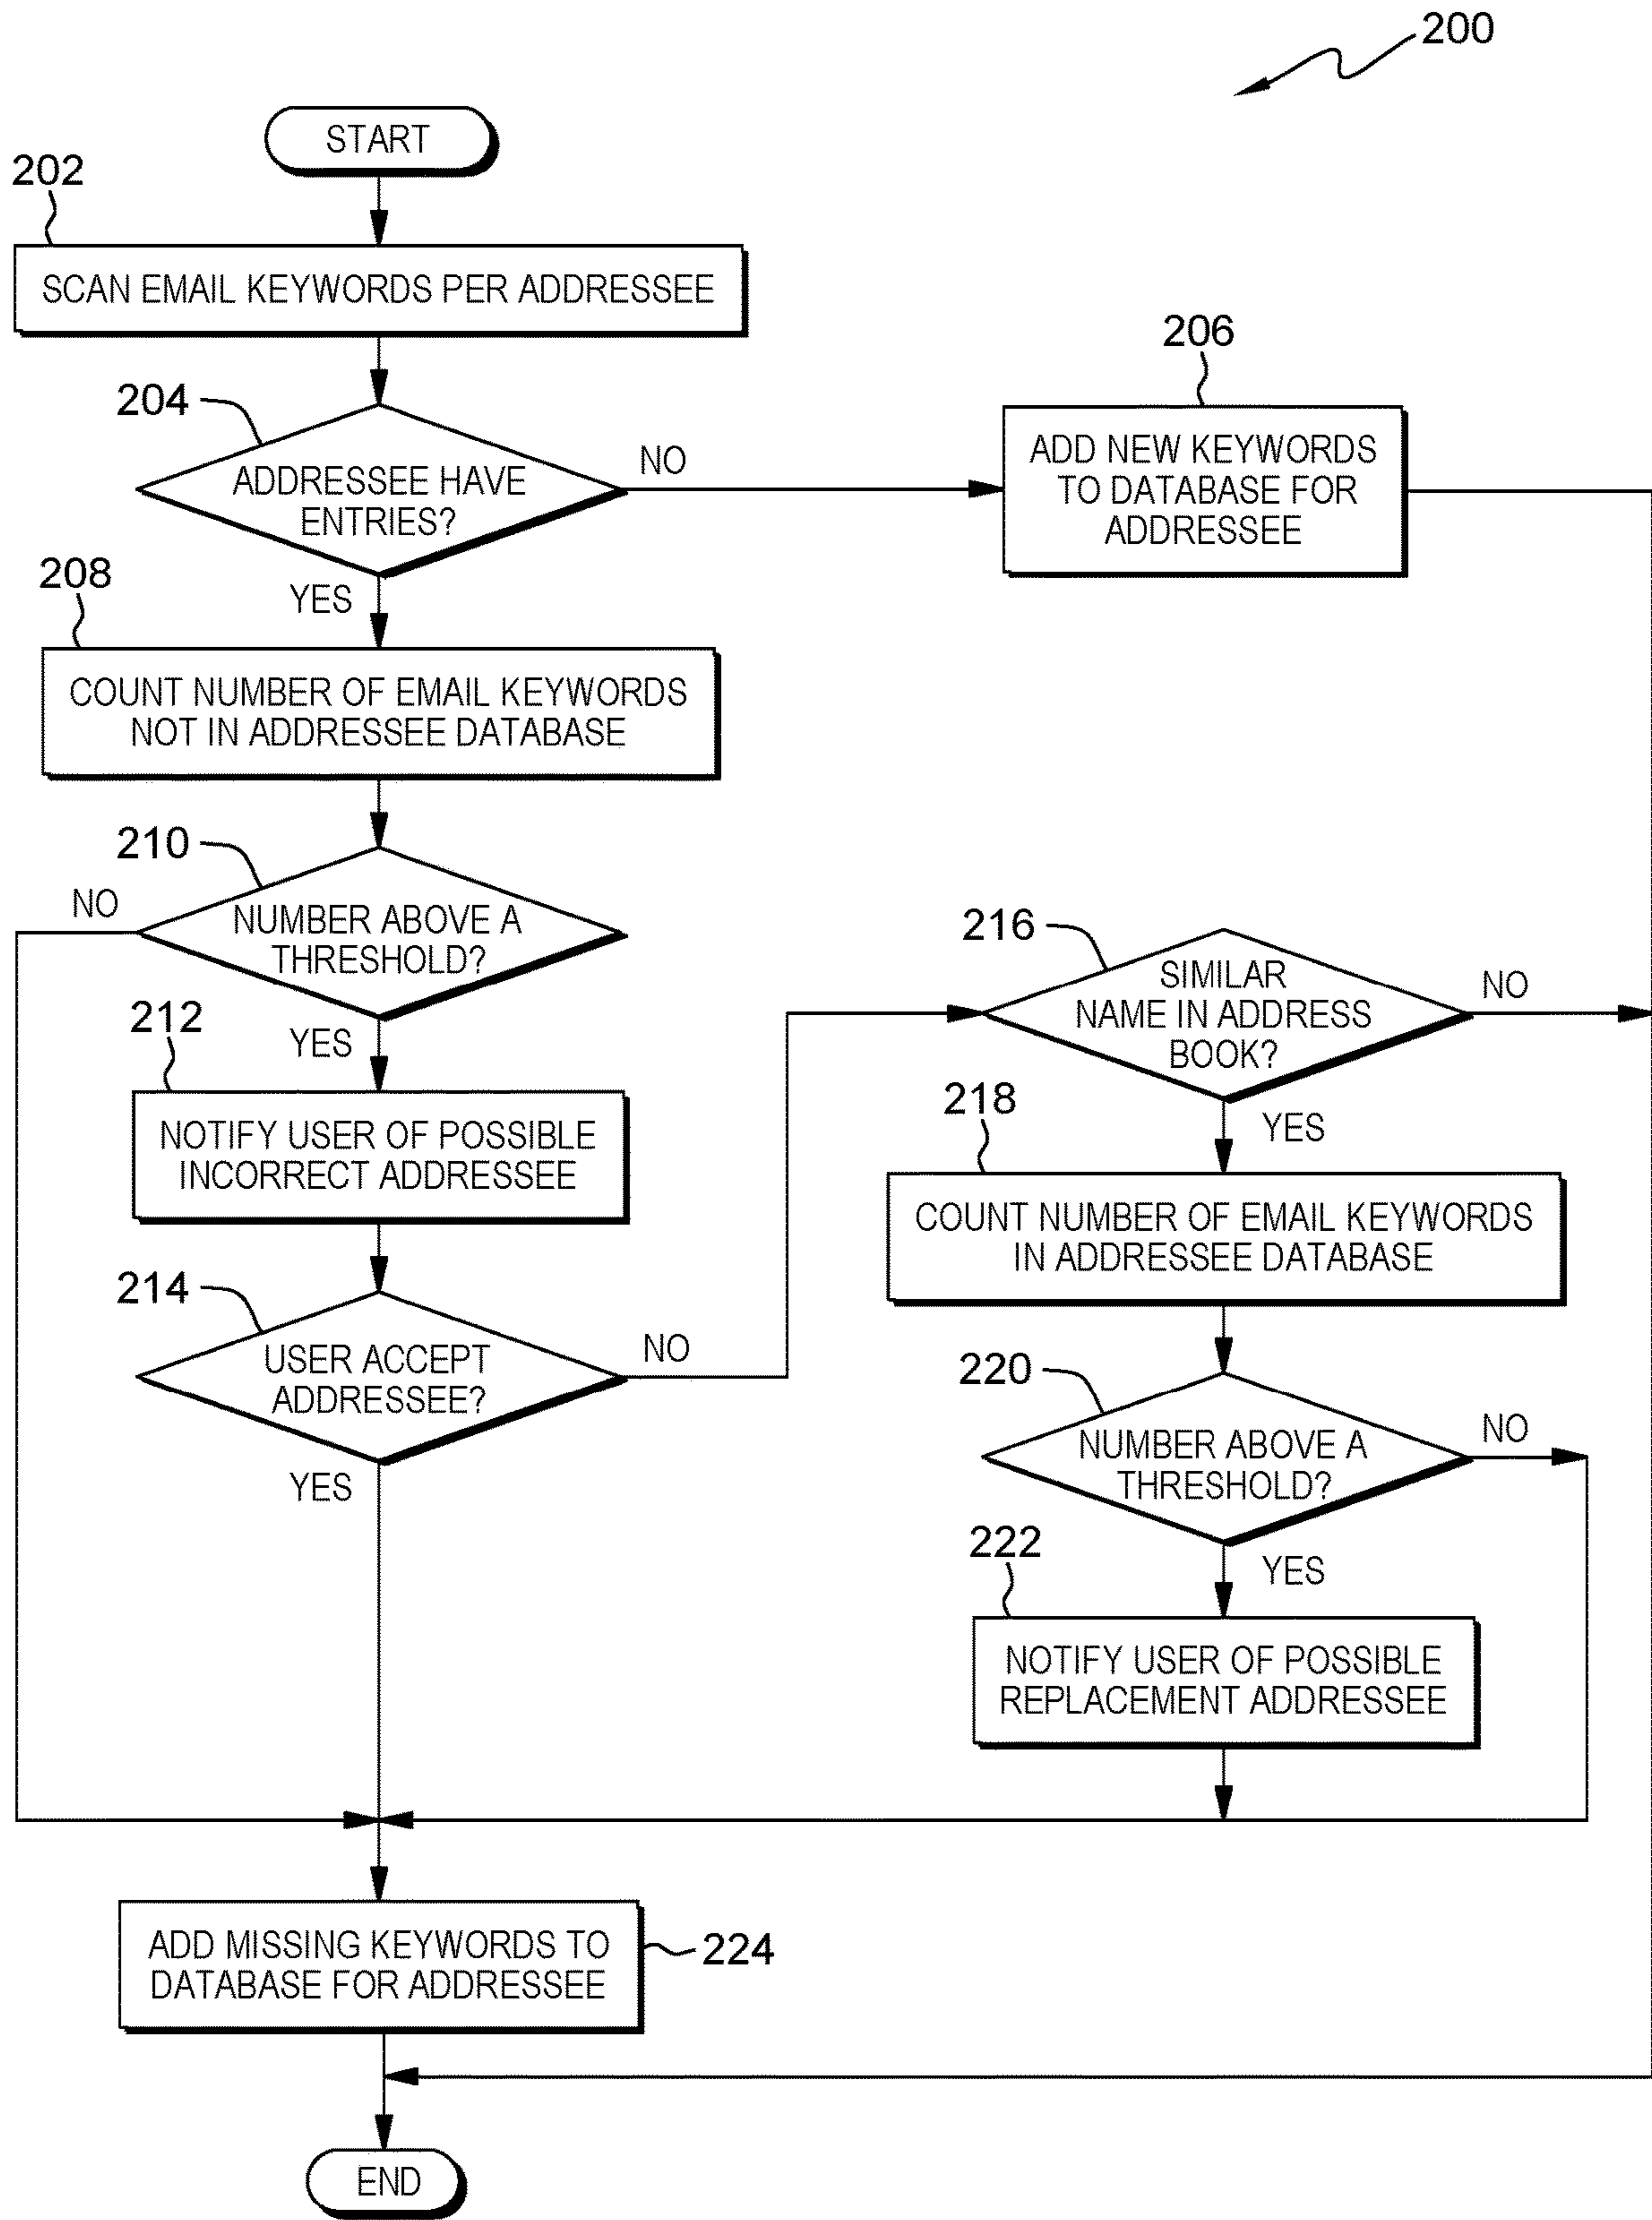 200
START
202
SCAN EMAIL KEYWORDS PER ADDRESSEE
204
ADDRESSEE HAVE
ENTRIES?
NO
206
ADD NEW KEYWORDS
TO DATABASE FOR
ADDRESSEE
YES
208
COUNT NUMBER OF EMAIL KEYWORDS
NOT IN ADDRESSEE DATABASE
210
NO
NUMBER ABOVE A
THRESHOLD?
YES
212
NOTIFY USER OF POSSIBLE
INCORRECT ADDRESSEE
214
USER ACCEPT
ADDRESSEE?
NO
YES
216
SIMILAR
NAME IN ADDRESS
BOOK?
NO
YES
218
COUNT NUMBER OF EMAIL KEYWORDS
IN ADDRESSEE DATABASE
220
NUMBER ABOVE A
THRESHOLD?
NO
YES
222
NOTIFY USER OF POSSIBLE
REPLACEMENT ADDRESSEE
ADD MISSING KEYWORDS TO
DATABASE FOR ADDRESSEE
224
END